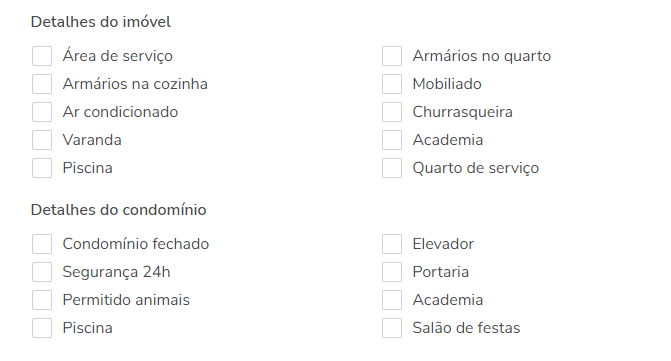 Detalhes do imóvel
Área de serviço
Armários no quarto
Armários na cozinha
Mobiliado
Ar condicionado
Churrasqueira
Varanda
Academia
Piscina
Quarto de serviço
Detalhes do condomínio
Condomínio fechado
Elevador
Segurança 24h
Portaria
Permitido animais
Academia
Piscina
Salão de festas